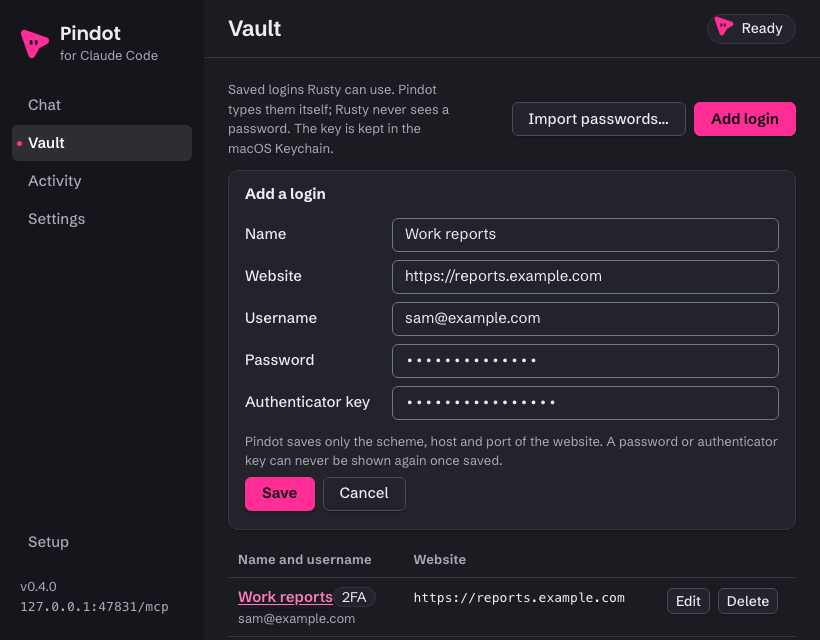 Pindot
for Claude Code
Chat
Vault
Activity
Settings
Setup
v0.4.0
127.0.0.1:47831/mcp
Vault
Ready
Saved logins Rusty can use. Pindot
types them itself; Rusty never sees a
password. The key is kept in the
macOS Keychain.
Import passwords...
Add login
Add a login
Name
Work reports
Website
https://reports.example.com
Username
sam@example.com
Password
••••••••••••••
Authenticator key
••••••••••••••••
Pindot saves only the scheme, host and port of the website. A password or authenticator
key can never be shown again once saved.
Save
Cancel
Name and username
Website
Work reports
2FA
https://reports.example.com
Edit
Delete
sam@example.com